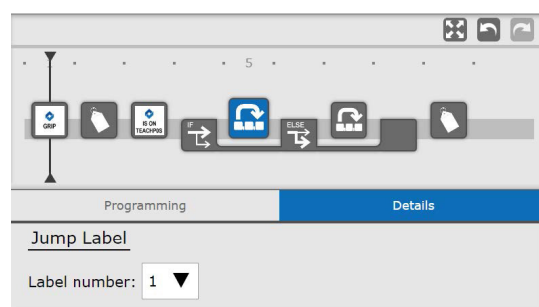 5
GRIP
IS ON
TEACHPOS
IF
ELSE
Programming
Details
Jump Label
Label number: 1